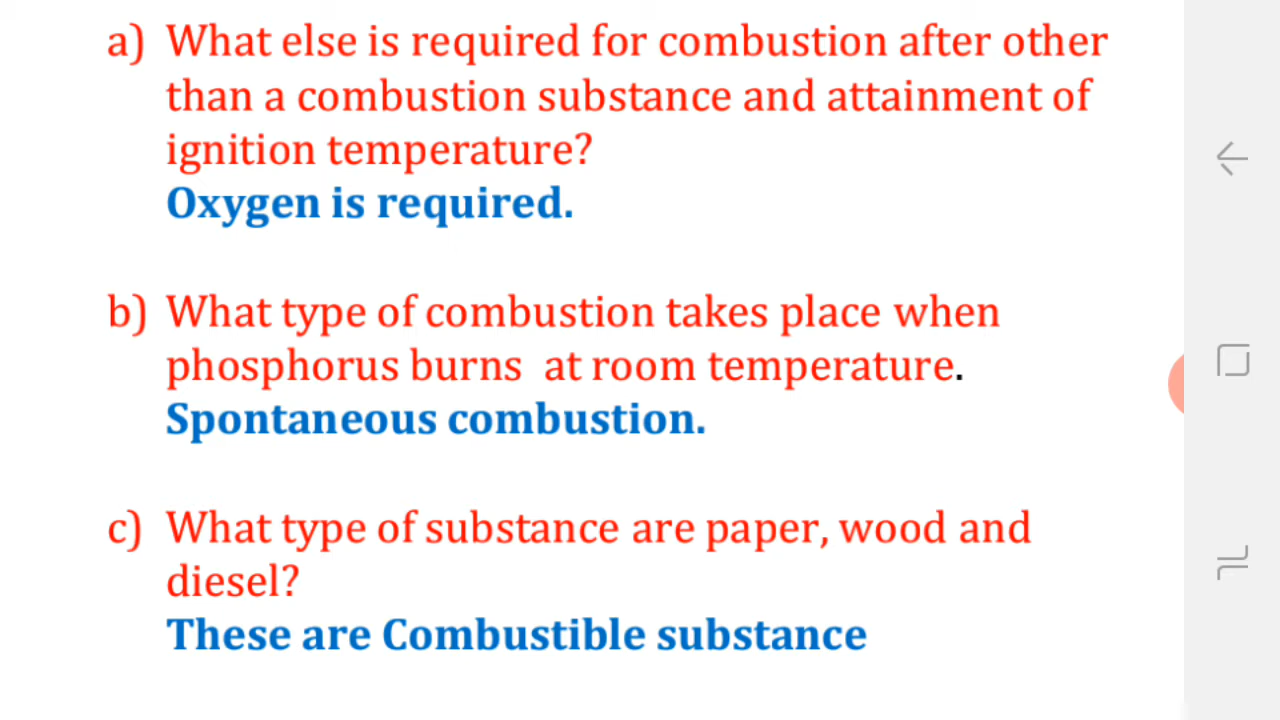 a) What else is required for combustion after other
than a combustion substance and attainment of
ignition temperature?
Oxygen is required.
b) What type of combustion takes place when
phosphorus burns at room temperature.
Spontaneous combustion.
c) What type of substance are paper, wood and
diesel?
These are Combustible substance